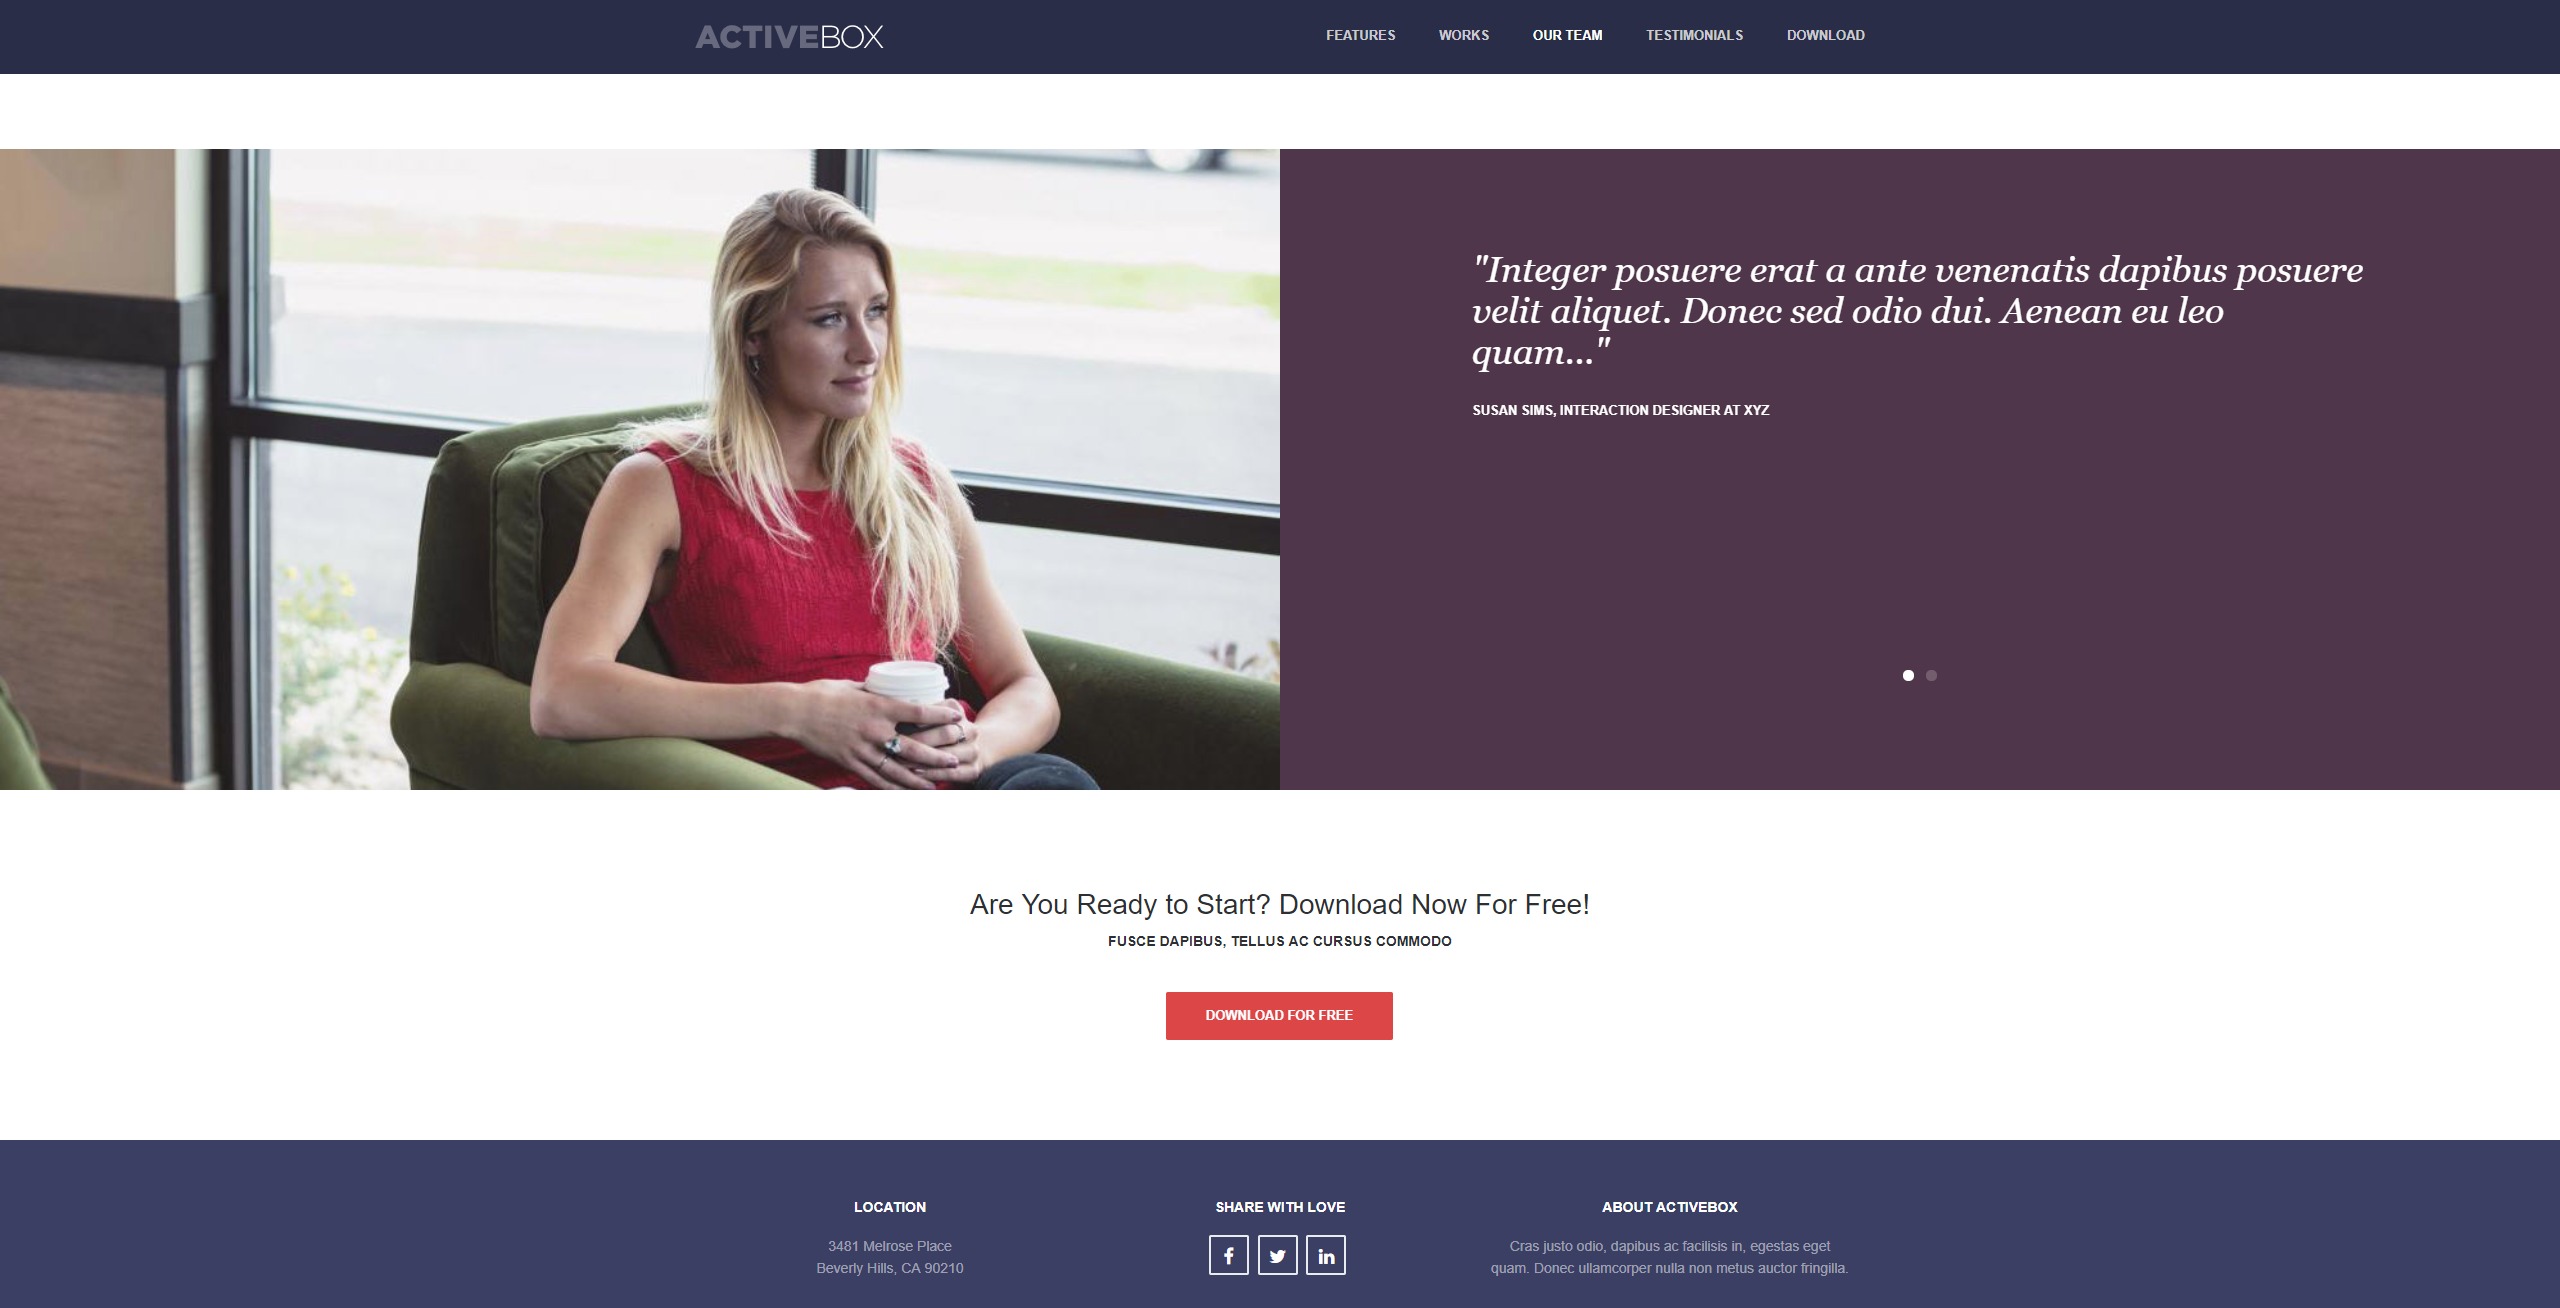 ACTIVEBOX
FEATURES WORKS OUR TEAM TESTIMONIALS DOWNLOAD
"Integer posuere erat a ante venenatis dapibus posuere
velit aliquet. Donec sed odio dui. Aenean eu leo
quam..."
SUSAN SIMS, INTERACTION DESIGNER AT XYZ
Are You Ready to Start? Download Now For Free!
FUSCE DAPIBUS, TELLUS AC CURSUS COMMODO
DOWNLOAD FOR FREE
LOCATION
3481 Melrose Place
Beverly Hills, CA 90210
SHARE WITH LOVE
ABOUT ACTIVEBOX
Cras justo odio, dapibus ac facilisis in, egestas eget
quam. Donec ullamcorper nulla non metus auctor fringilla.